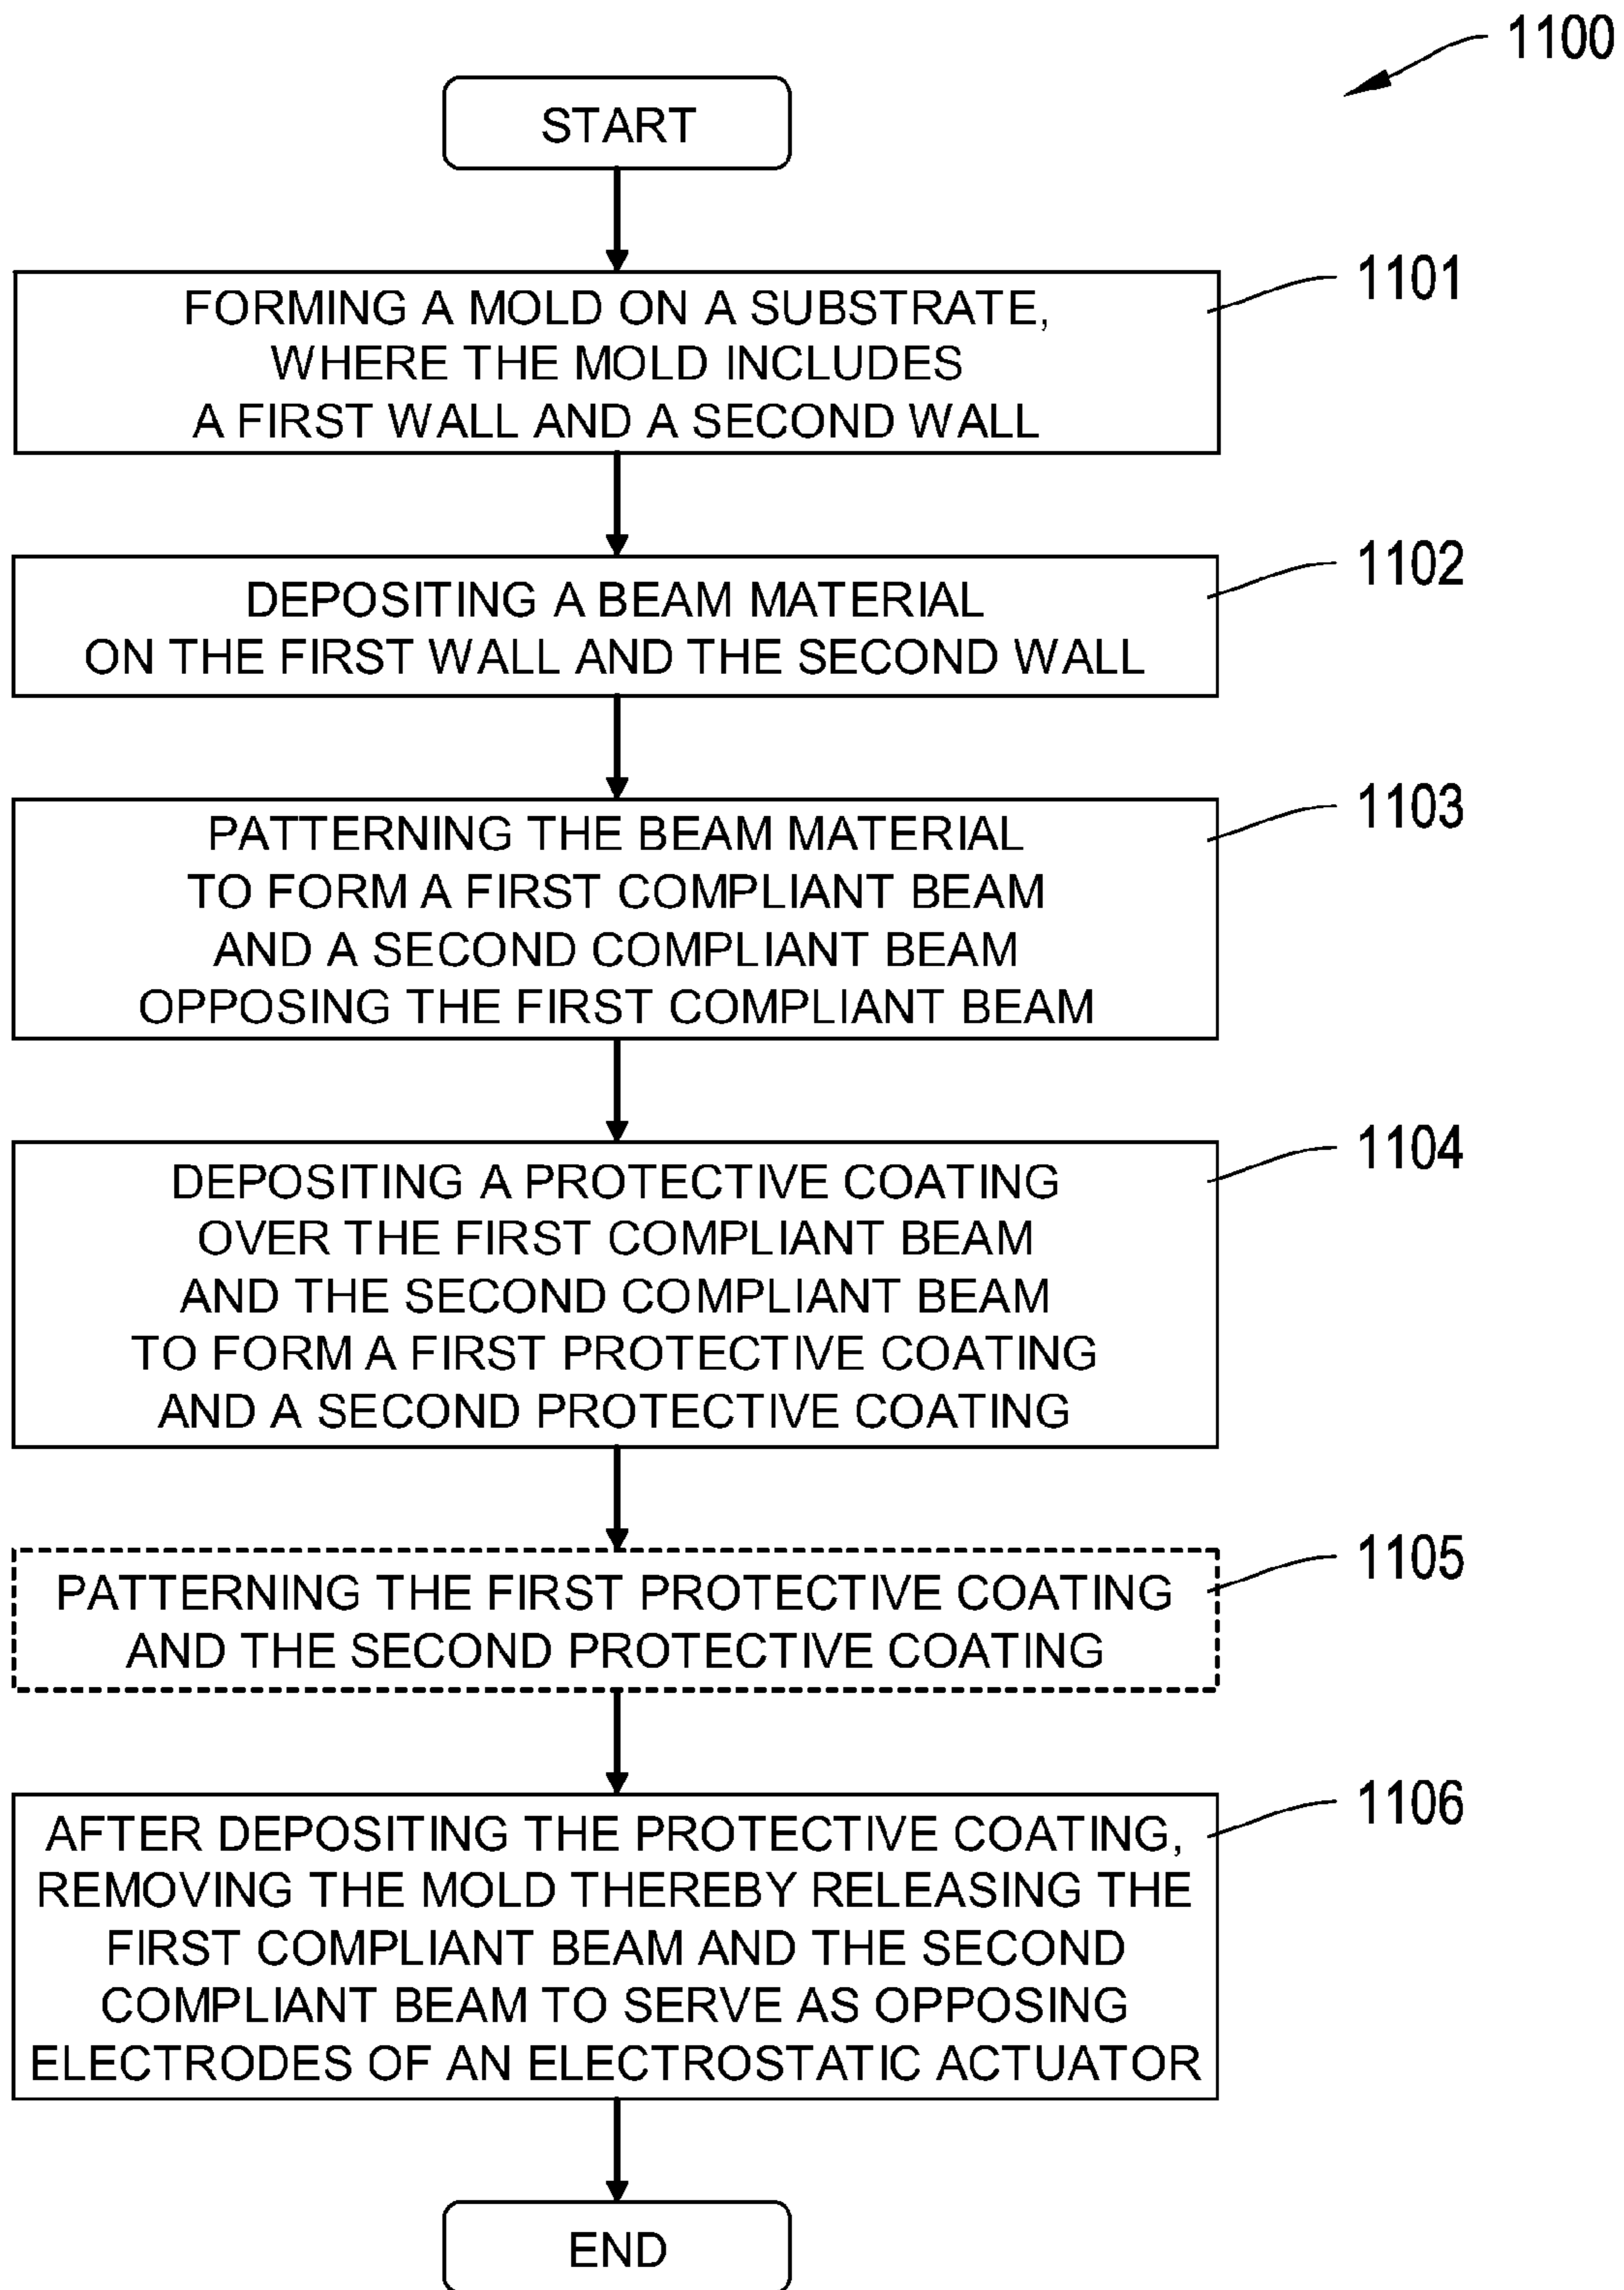 1100
START
1101
FORMING A MOLD ON A SUBSTRATE,
WHERE THE MOLD INCLUDES
A FIRST WALL AND A SECOND WALL
1102
DEPOSITING A BEAM MATERIAL
ON THE FIRST WALL AND THE SECOND WALL
1103
PATTERNING THE BEAM MATERIAL
TO FORM A FIRST COMPLIANT BEAM
AND A SECOND COMPLIANT BEAM
OPPOSING THE FIRST COMPLIANT BEAM
1104
DEPOSITING A PROTECTIVE COATING
OVER THE FIRST COMPLIANT BEAM
AND THE SECOND COMPLIANT BEAM
TO FORM A FIRST PROTECTIVE COATING
AND A SECOND PROTECTIVE COATING
1105
PATTERNING THE FIRST PROTECTIVE COATING
AND THE SECOND PROTECTIVE COATING
1106
AFTER DEPOSITING THE PROTECTIVE COATING,
REMOVING THE MOLD THEREBY RELEASING THE
FIRST COMPLIANT BEAM AND THE SECOND
COMPLIANT BEAM TO SERVE AS OPPOSING
ELECTRODES OF AN ELECTROSTATIC ACTUATOR
END